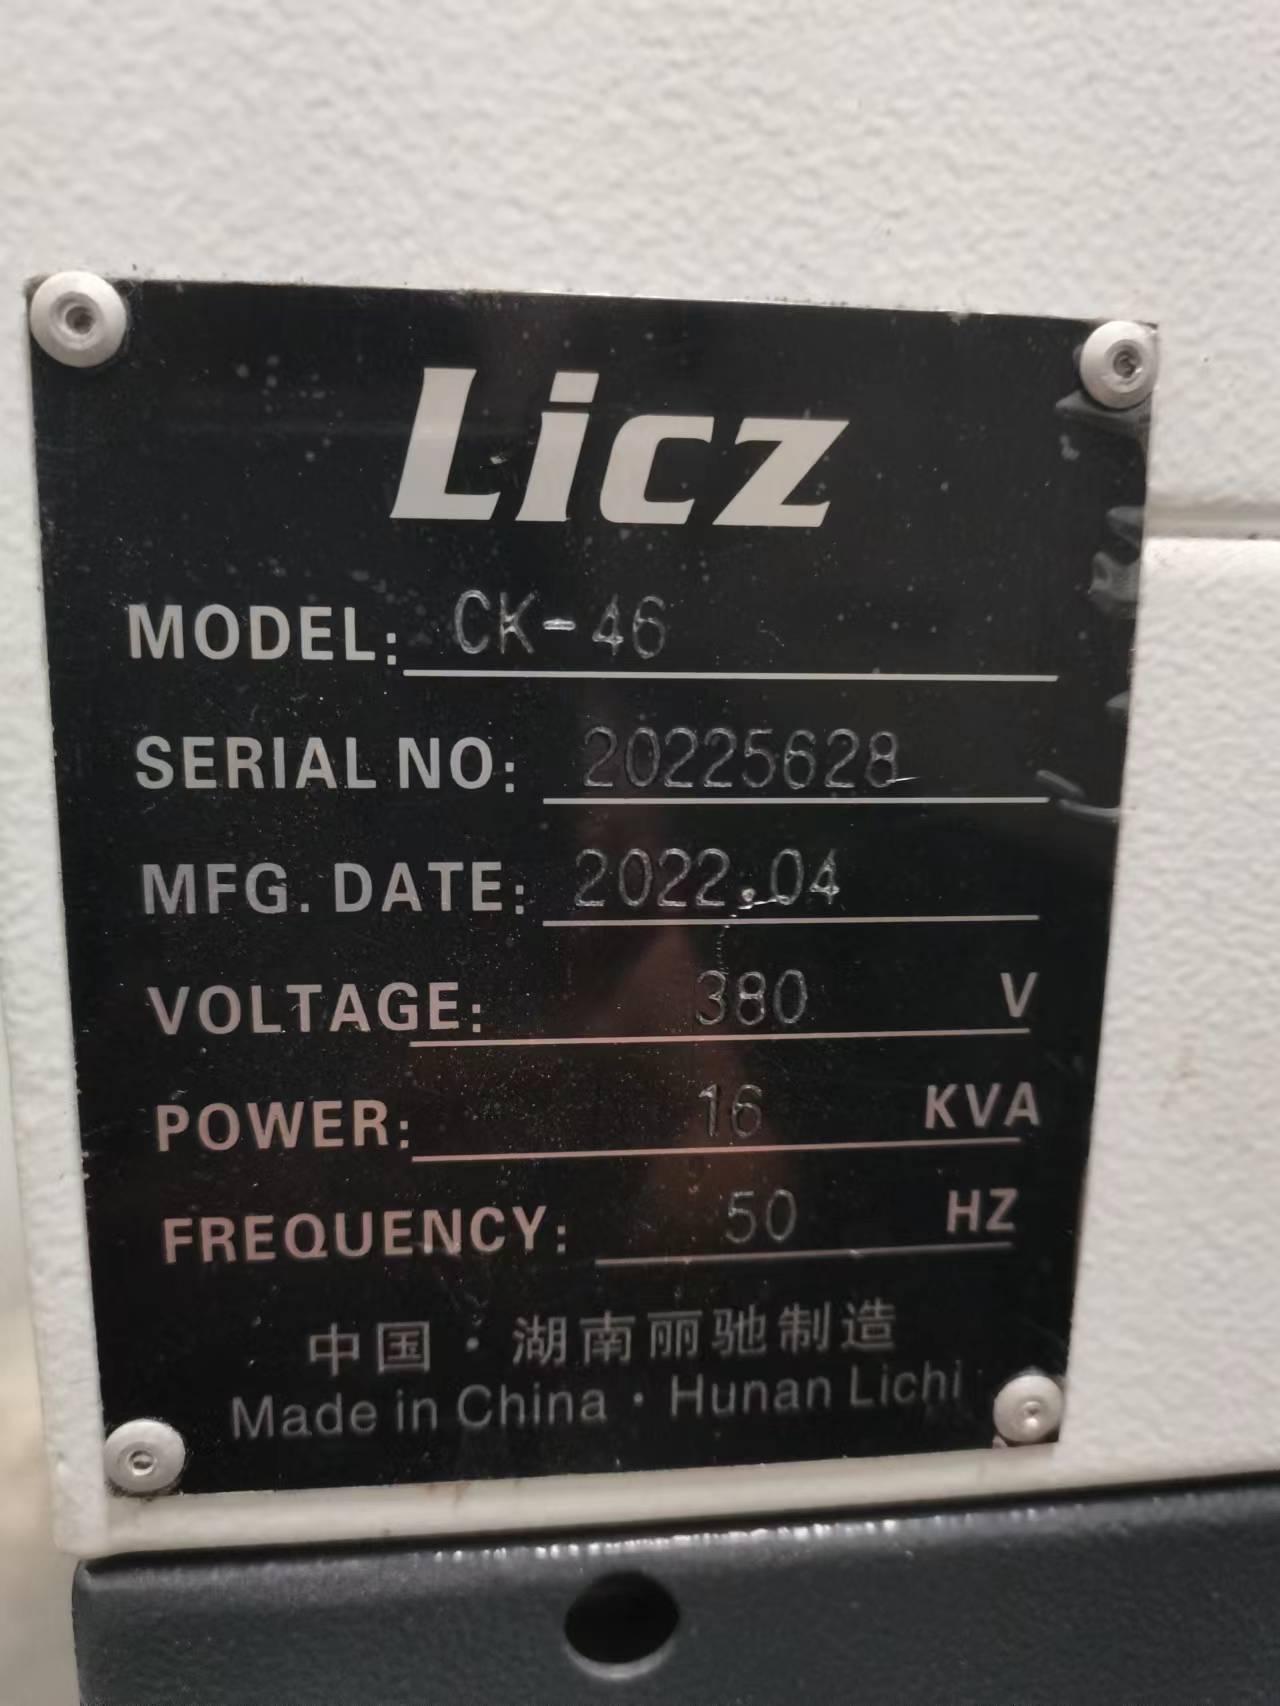 Licz
MODEL: CK-46
SERIAL NO: 20225628
MFG. DATE: 2022.04
VOLTAGE: 380 V
POWER: 16 KVA
FREQUENCY: 50 HZ
中国·湖南丽驰制造
Made in China · Hunan Lichi